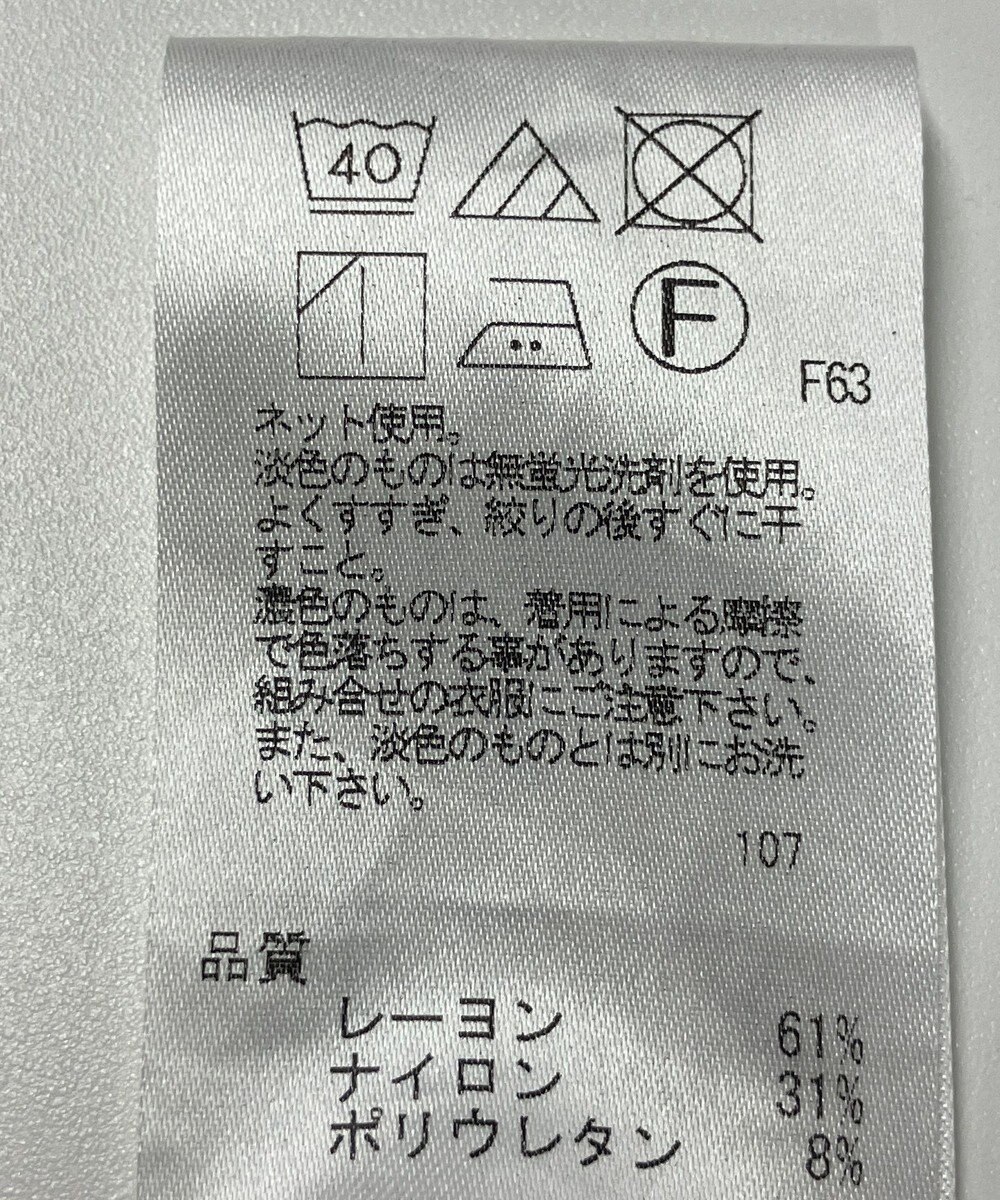 40
F
F63
ネット使用。
淡色のものは無蛍光洗剤を使用。
よくすすぎ、絞りの後すぐに干
すこと。
濃色のものは、着用による摩擦
で色落ちする事がありますので、
組み合せの衣服にご注意下さい。
また、淡色のものとは別にお洗
い下さい。
107
品質
レーヨン 61%
ナイロン 31%
ポリウレタン 8%